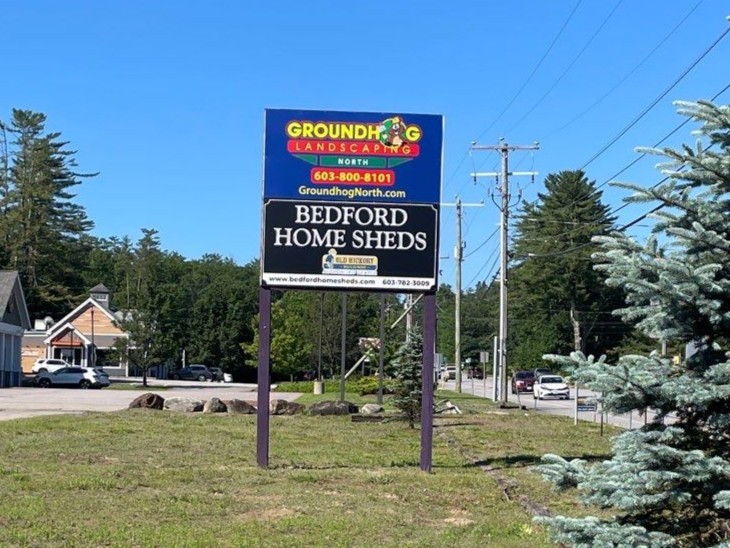 GROUNDHOG
LANDSCAPING
NORTH
603-800-8101
GroundhogNorth.com
BEDFORD
HOME SHEDS
OLD HICKORY
www.bedfordhomesheds.com 603-782-3009